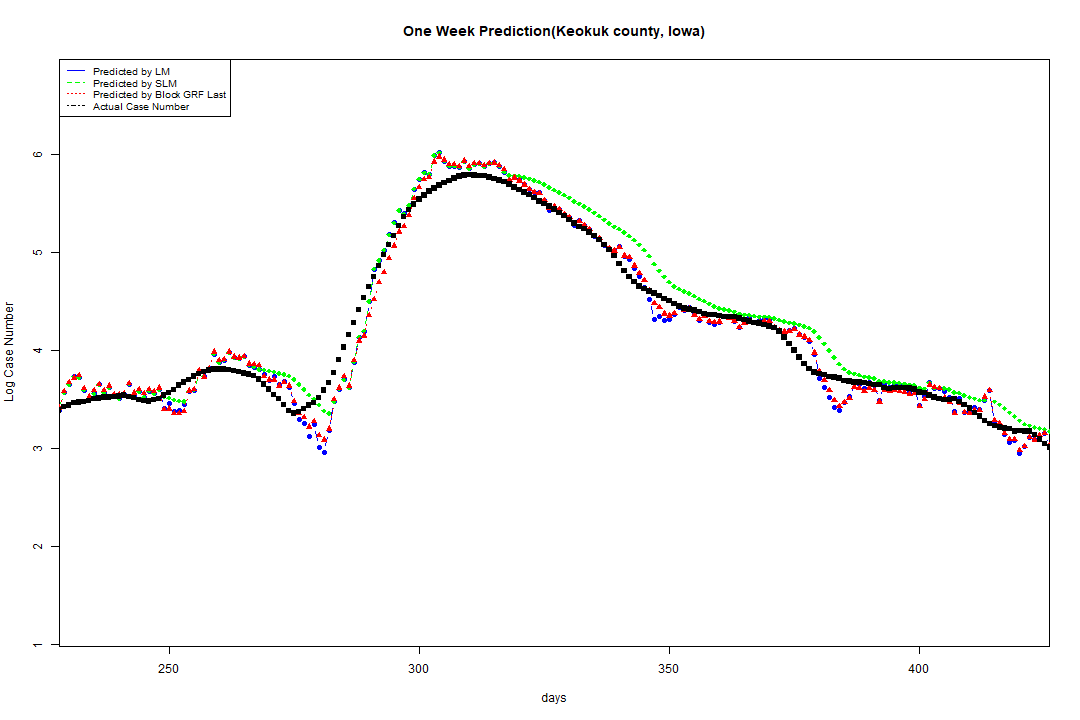 One Week Prediction(Keokuk county, Iowa)
Predicted by LM
Predicted by SLM
Predicted by Block GRF Last
Actual Case Number
6
5
4
3
2
1
Log Case Number
250 300 350 400
days